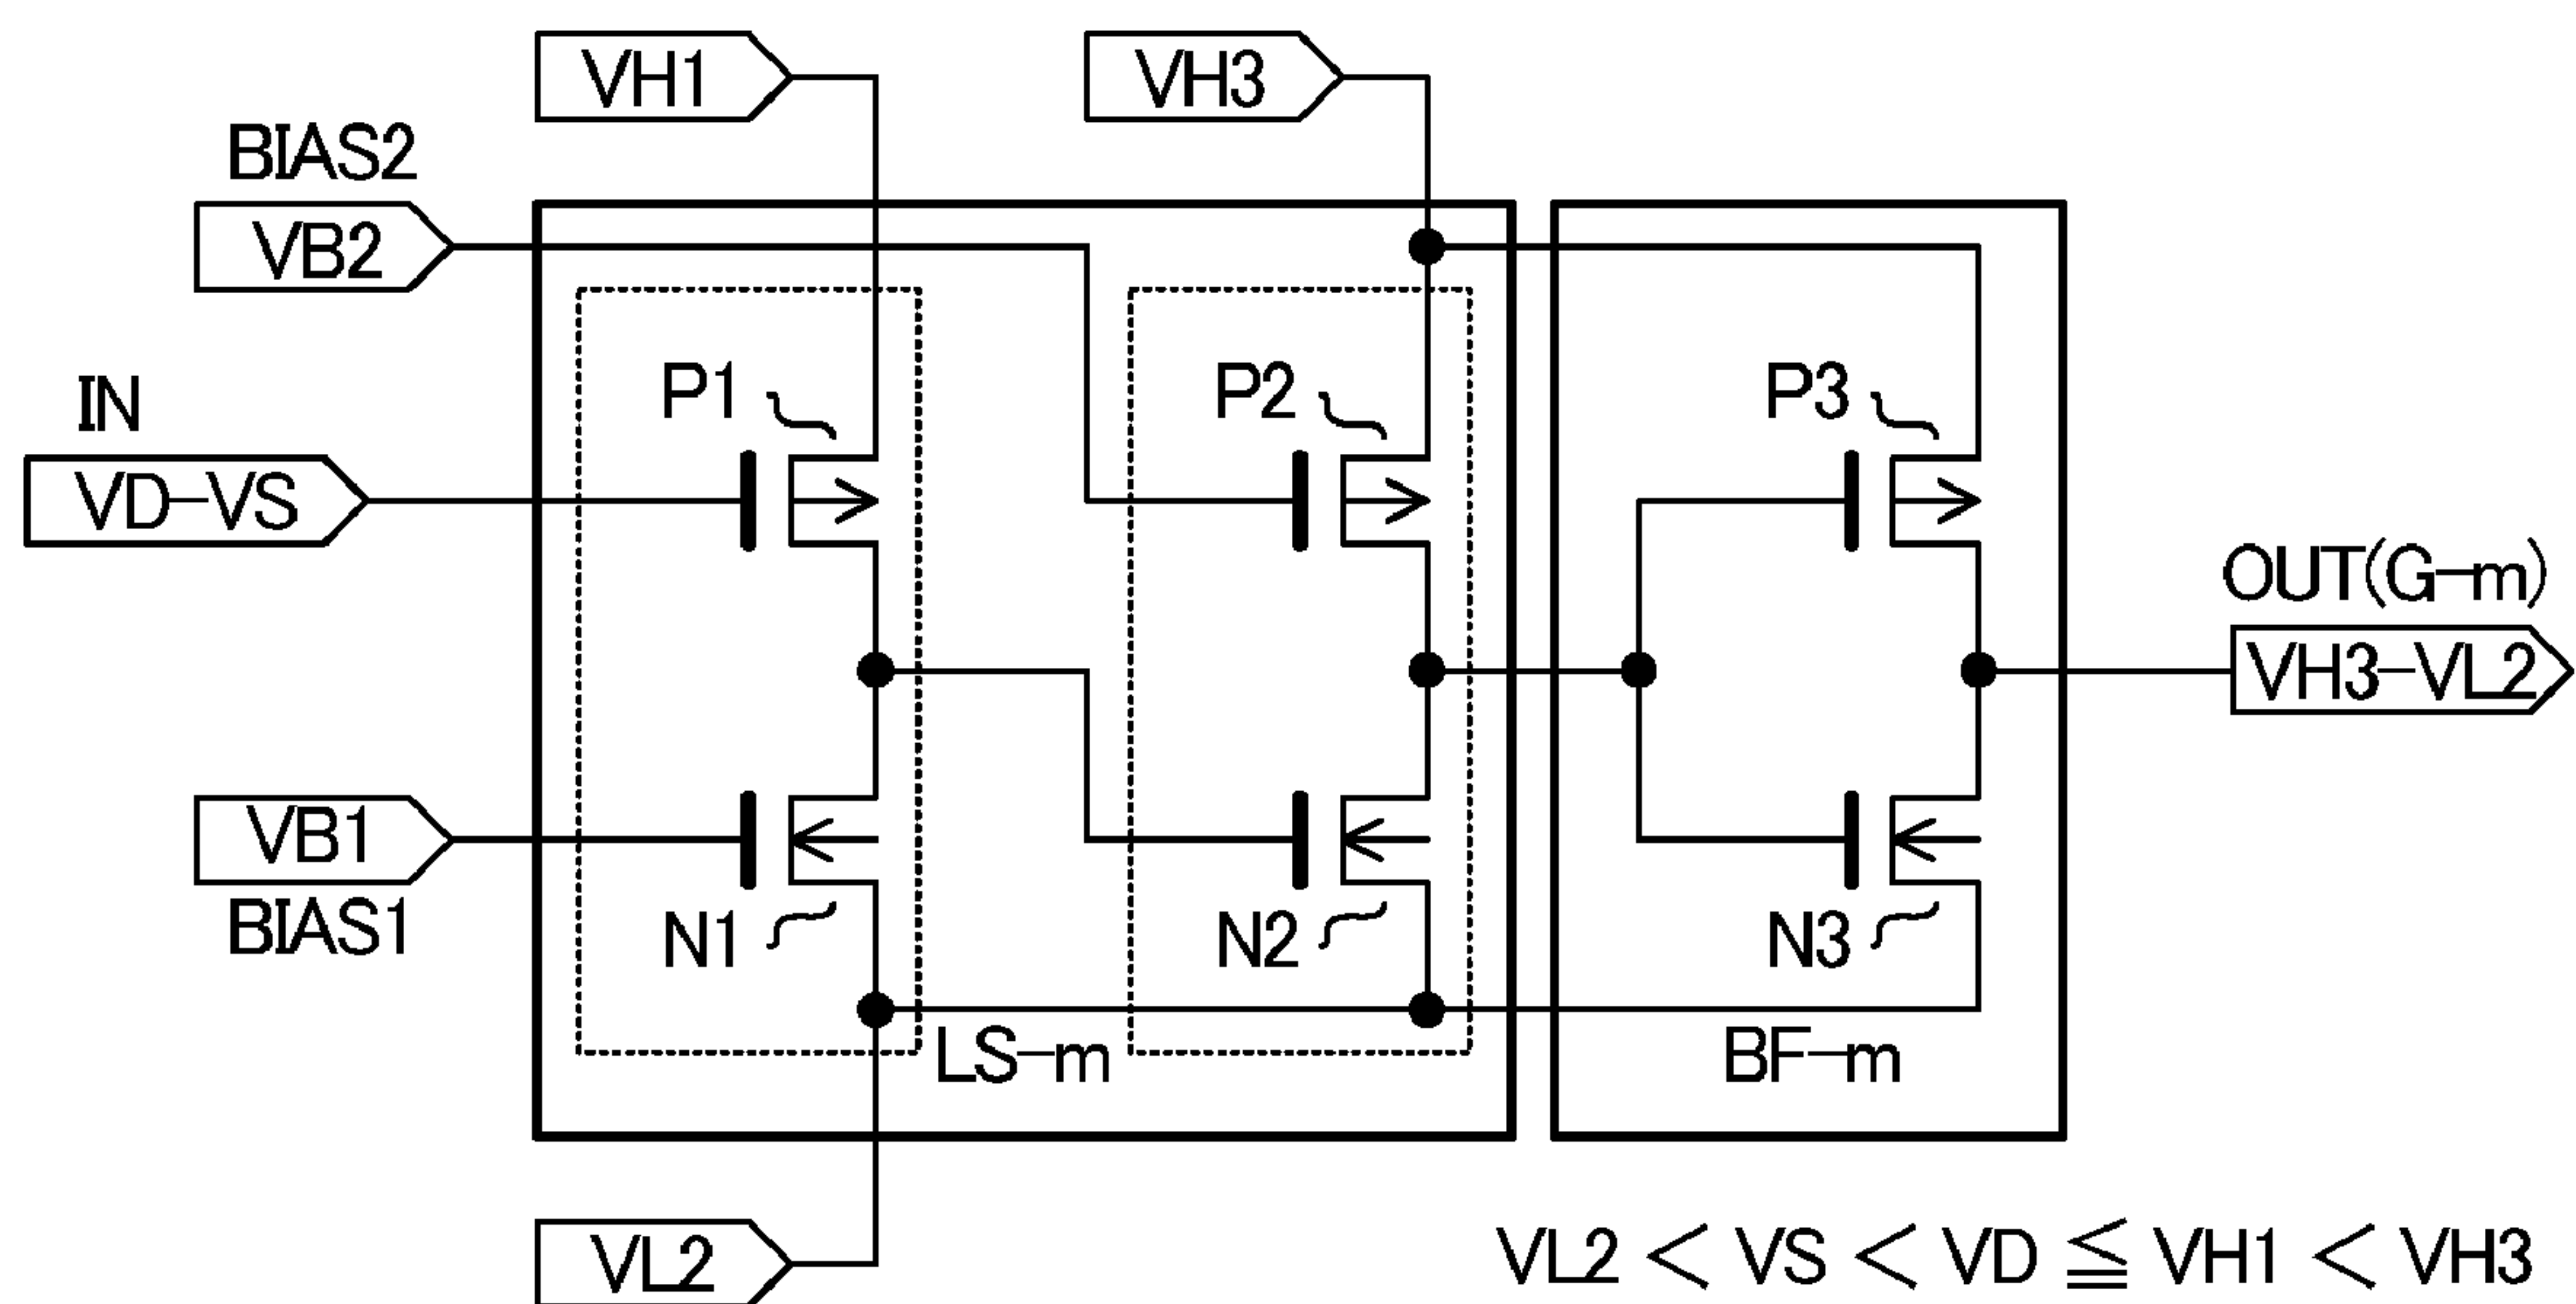 VH1
VH3
BIAS2
VB2
P1
P2
P3
IN
VD-VS
OUT(G-m)
VH3-VL2
VB1
BIAS1
N1
N2
N3
LS-m
BF-m
VL2
VL2 < VS < VD ≦ VH1 < VH3